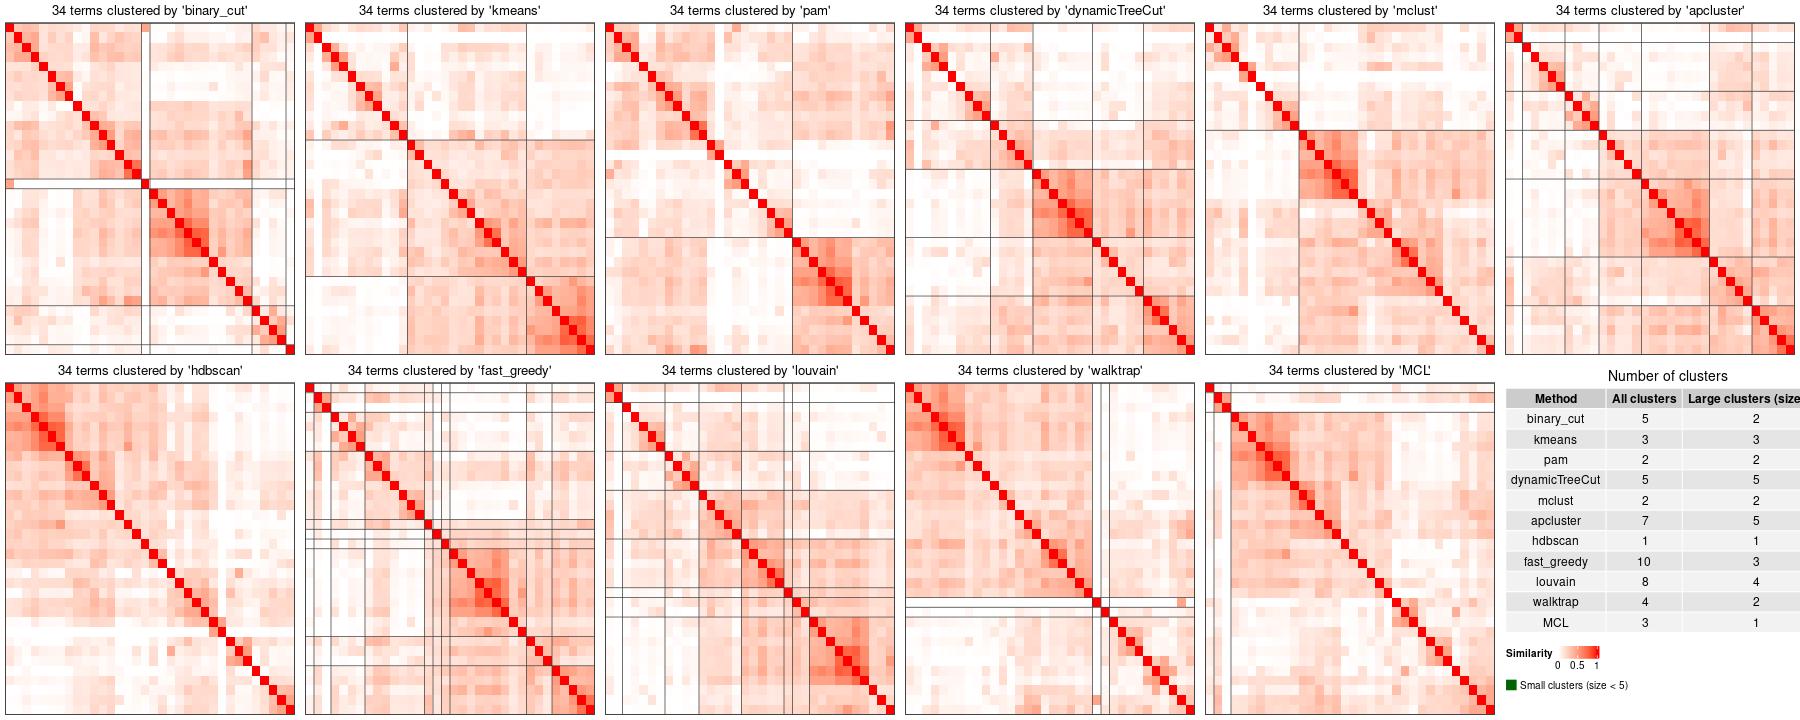 34 terms clustered by 'binary_cut'
34 terms clustered by 'kmeans'
34 terms clustered by 'pam'
34 terms clustered by 'dynamicTreeCut'
34 terms clustered by 'mclust'
34 terms clustered by 'apcluster'
34 terms clustered by 'hdbscan'
34 terms clustered by 'fast_greedy'
34 terms clustered by 'louvain'
34 terms clustered by 'walktrap'
34 terms clustered by 'MCL'
Number of clusters
Method All clusters Large clusters (size
binary_cut 5 2
kmeans 3 3
pam 2 2
dynamicTreeCut 5 5
mclust 2 2
apcluster 7 5
hdbscan 1 1
fast_greedy 10 3
louvain 8 4
walktrap 4 2
MCL 3 1
Similarity
0 0.5 1
Small clusters (size < 5)